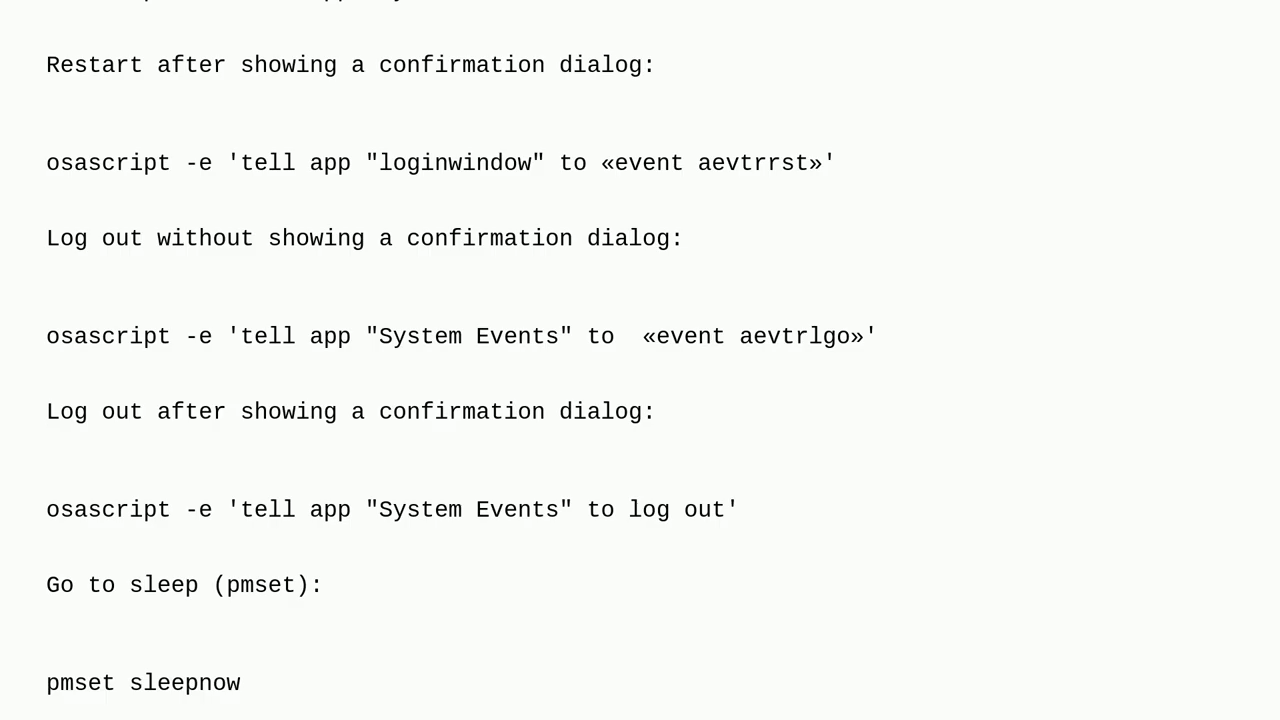 Restart after showing a confirmation dialog:
osascript -e 'tell app "loginwindow" to «event aevtrrst»'
Log out without showing a confirmation dialog:
osascript -e 'tell app "System Events" to  «event aevtrlgo»'
Log out after showing a confirmation dialog:
osascript -e 'tell app "System Events" to log out'
Go to sleep (pmset):
pmset sleepnow